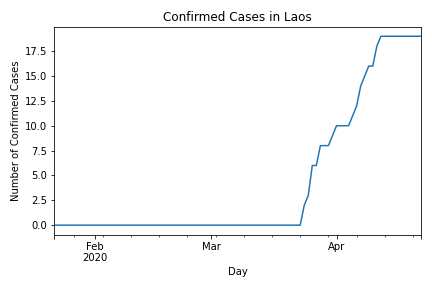 Confirmed Cases in Laos
Number of Confirmed Cases
17.5
15.0
12.5
10.0
7.5
5.0
2.5
0.0
Feb Mar Apr
2020
Day